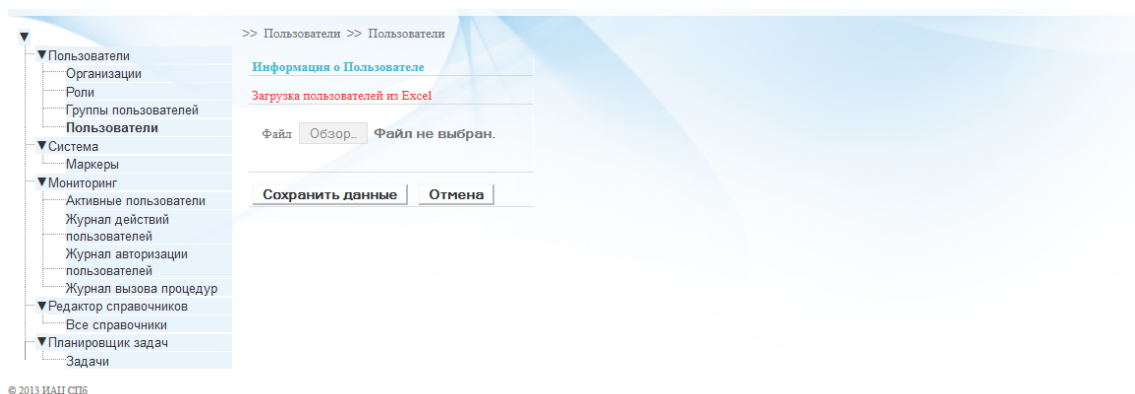 >> Пользователи >> Пользователи
▼
▼Пользователи
Организации
Роли
Группы пользователей
Пользователи
▼Система
Маркеры
▼Мониторинг
Активные пользователи
Журнал действий
пользователей
Журнал авторизации
пользователей
Журнал вызова процедур
▼Редактор справочников
Все справочники
▼Планировщик задач
Задачи
Информация о Пользователе
Загрузка пользователей из Excel
Файл Обзор… Файл не выбран.
Сохранить данные Отмена
© 2013 ИАЦ СПб